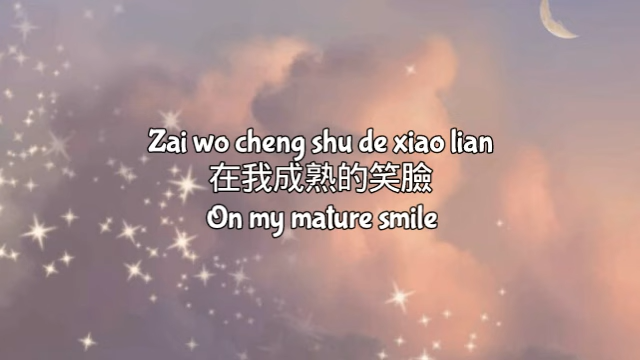 Zai wo cheng shu de xiao lian
在我成熟的笑臉
On my mature smile